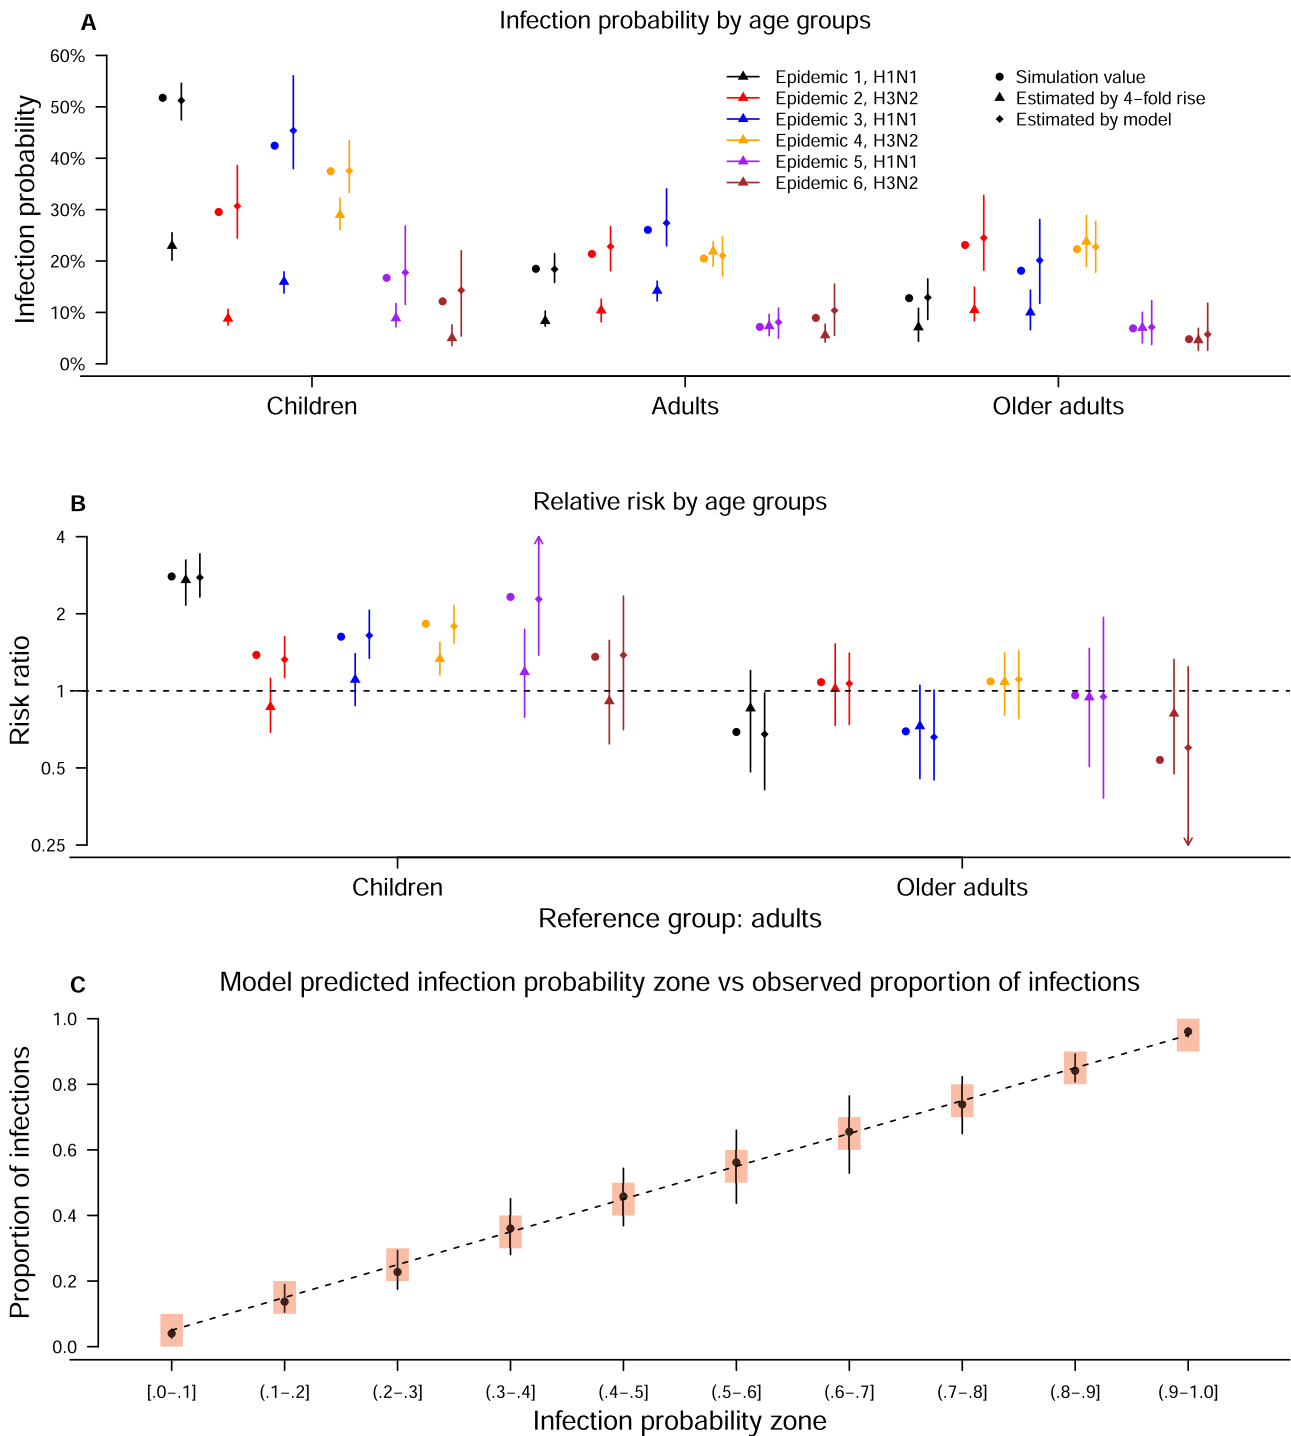 A
Infection probability by age groups
Infection probability
60%
50%
40%
30%
20%
10%
0%
Epidemic 1, H1N1
Epidemic 2, H3N2
Epidemic 3, H1N1
Epidemic 4, H3N2
Epidemic 5, H1N1
Epidemic 6, H3N2
Simulation value
Estimated by 4−fold rise
Estimated by model
Children
Adults
Older adults
B
Relative risk by age groups
Risk ratio
4
2
1
0.5
0.25
Children
Older adults
Reference group: adults
C
Model predicted infection probability zone vs observed proportion of infections
Proportion of infections
1.0
0.8
0.6
0.4
0.2
0.0
[.0−.1]
(.1−.2]
(.2−.3]
(.3−.4]
(.4−.5]
(.5−.6]
(.6−.7]
(.7−.8]
(.8−.9]
(.9−1.0]
Infection probability zone